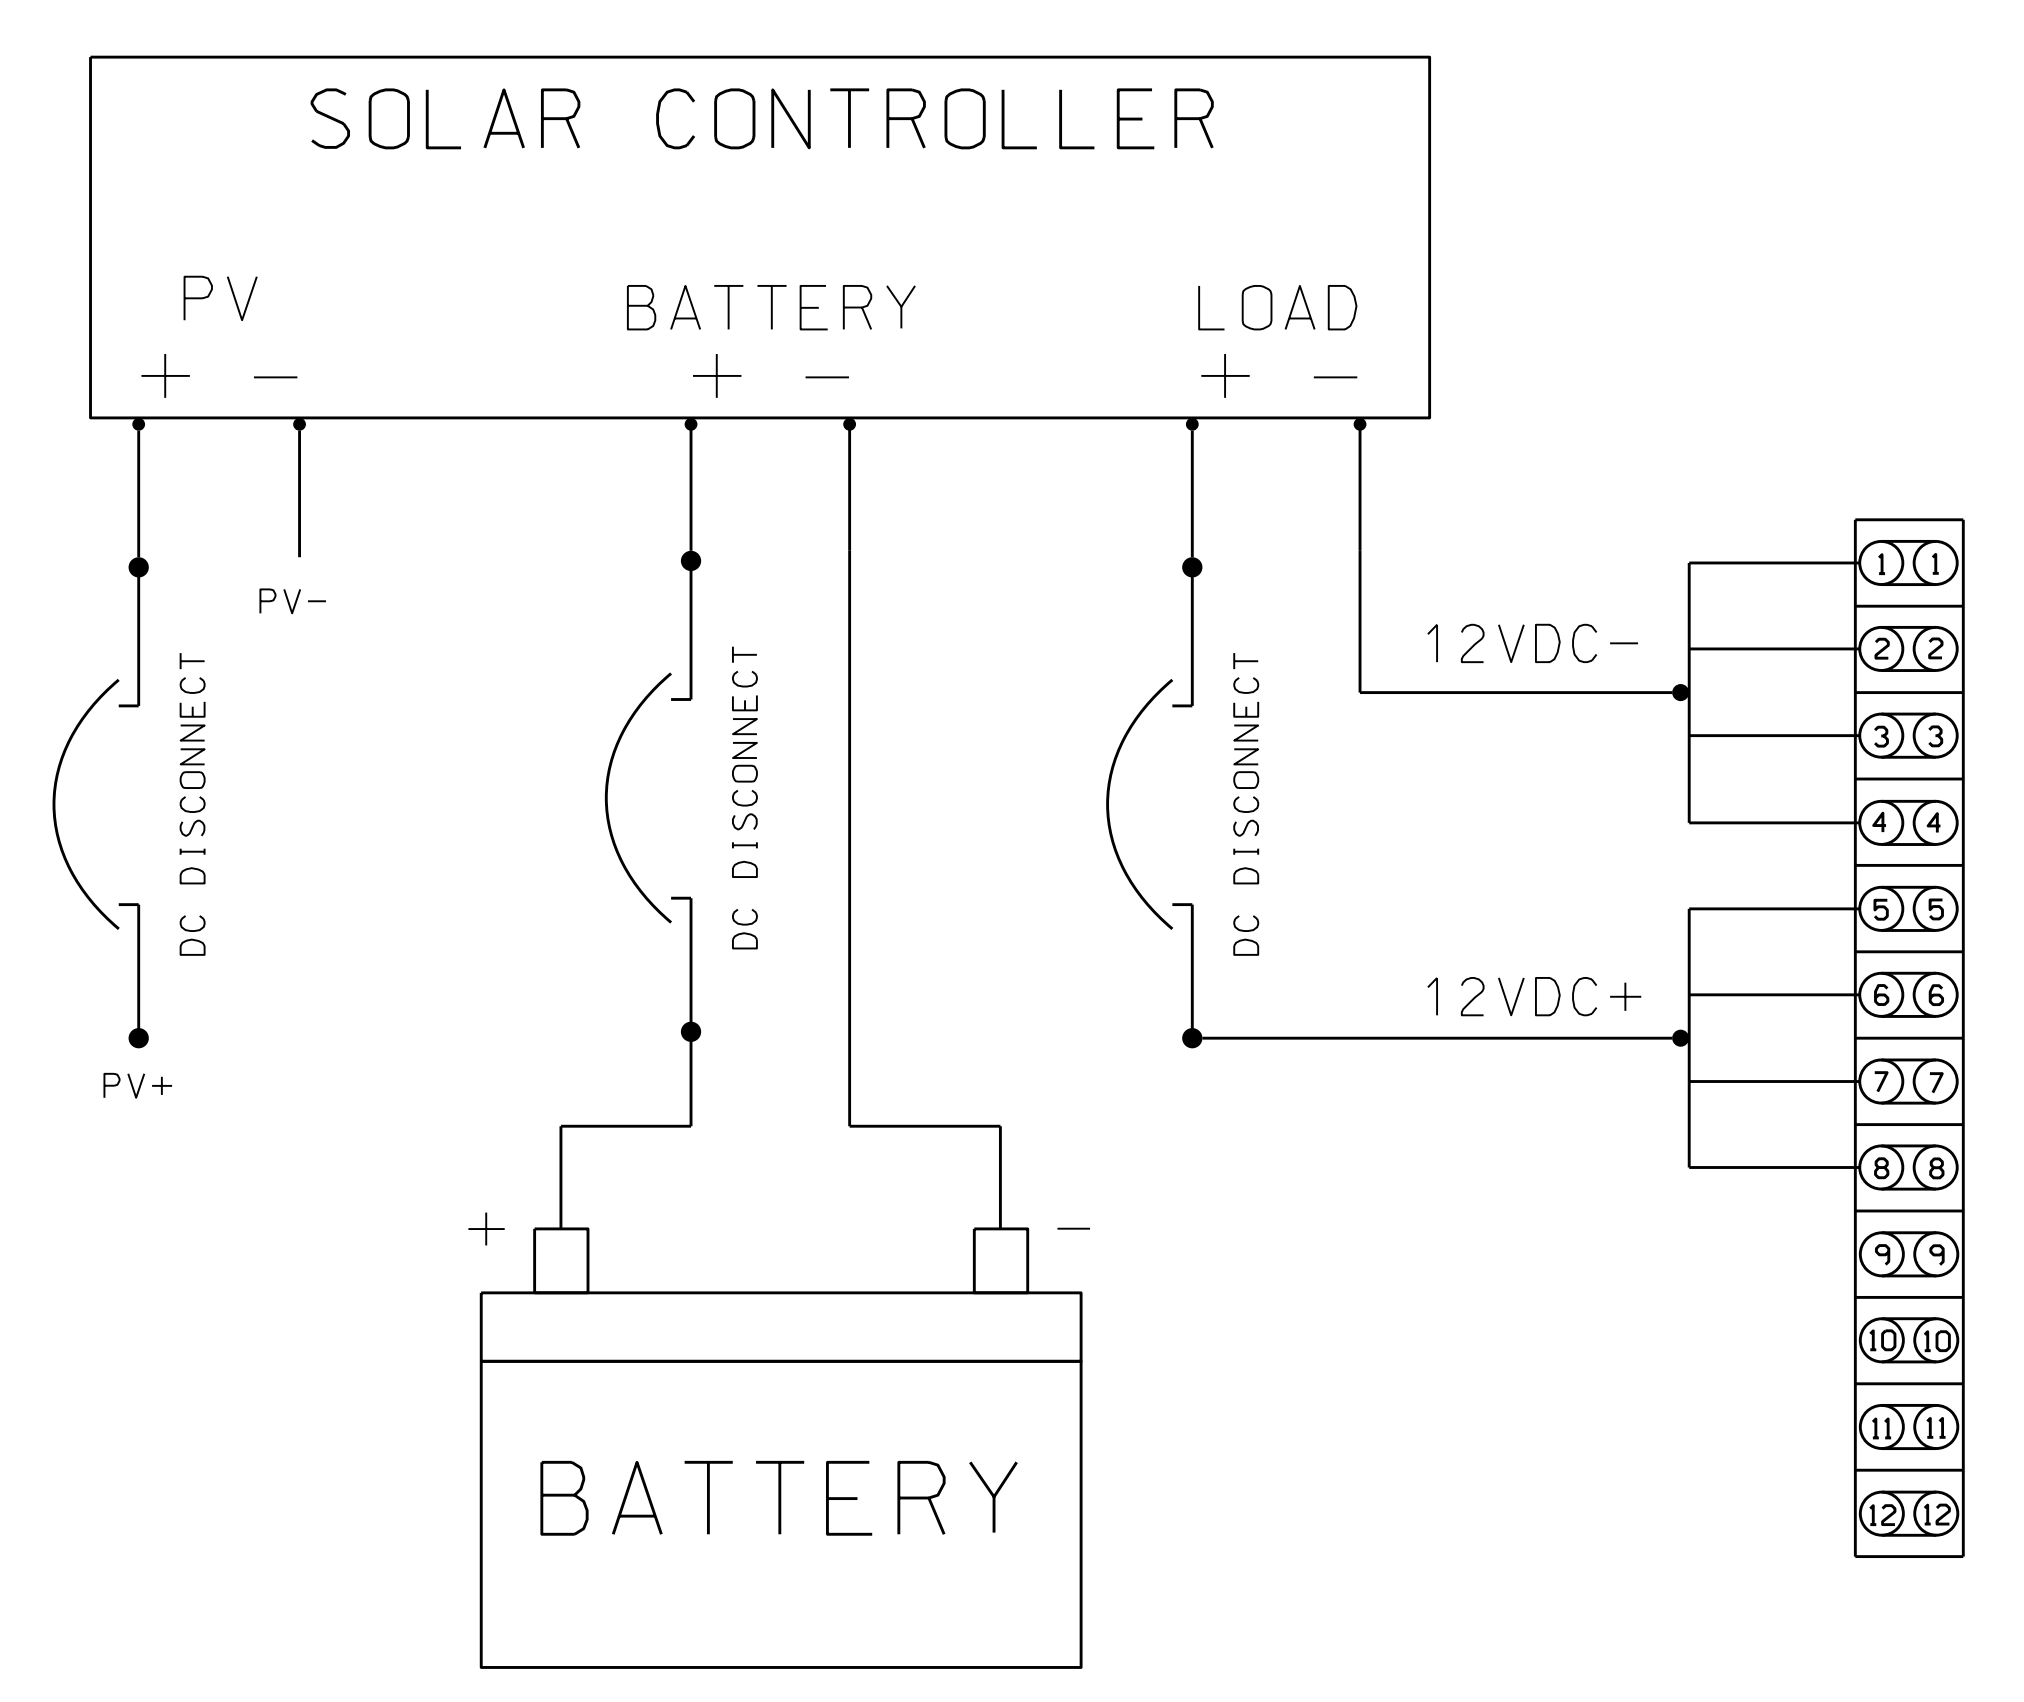 SOLAR CONTROLLER
PV BATTERY LOAD
+ - + - + -
PV-
DC DISCONNECT
DC DISCONNECT
DC DISCONNECT
12VDC-
12VDC+
PV+
+ -
BATTERY
1 1
2 2
3 3
4 4
5 5
6 6
7 7
8 8
9 9
10 10
11 11
12 12